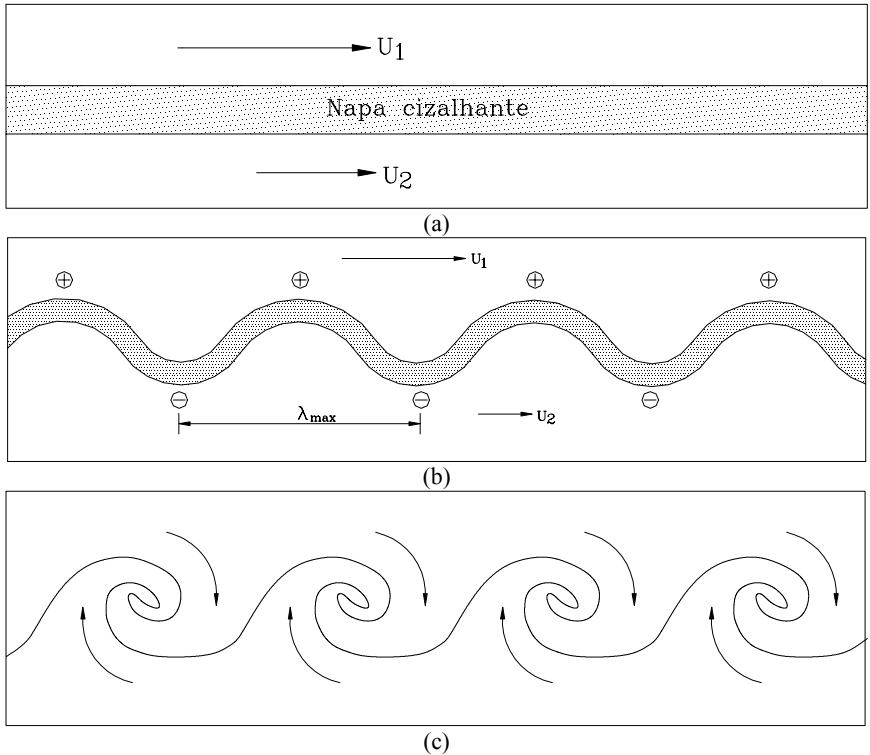 U1
Napa cizalhante
U2
(a)
+ + + +
U1
- - -
λmax
U2
(b)
(c)